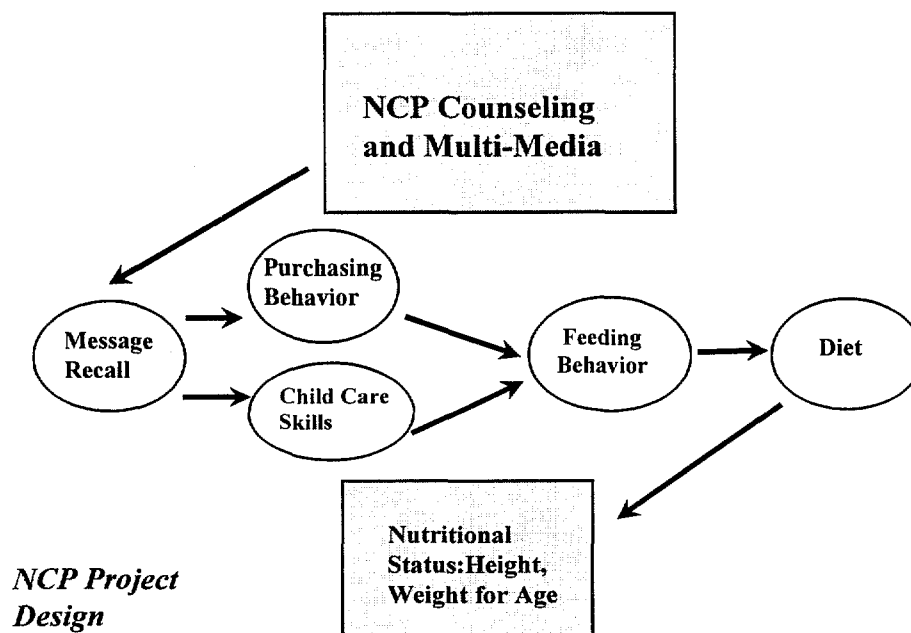 NCP Counseling
and Multi-Media
Purchasing
Behavior
Message
Recall
Child Care
Skills
Feeding
Behavior
Diet
Nutritional
Status:Height,
Weight for Age
NCP Project
Design